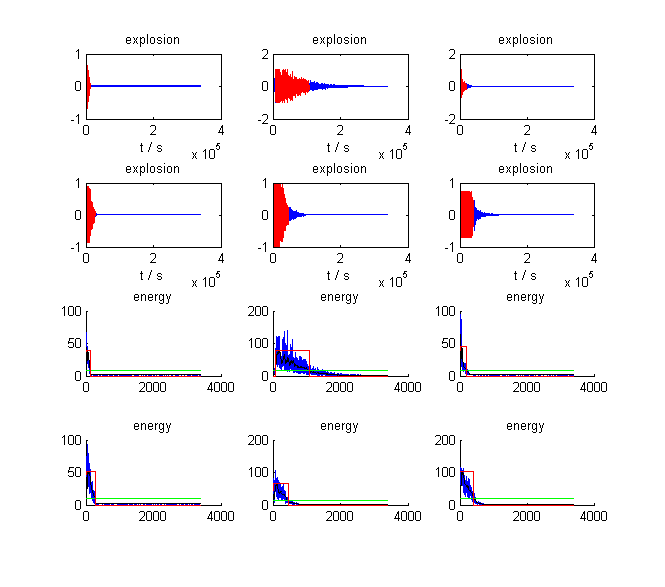 explosion explosion explosion
1 2 2
0 0 0
-1 -2 -2
0 2 4 0 2 4 0 2 4
t / s t / s t / s
x 10^5 x 10^5 x 10^5
explosion explosion explosion
1 1 1
0 0 0
-1 -1 -1
0 2 4 0 2 4 0 2 4
t / s t / s t / s
x 10^5 x 10^5 x 10^5
energy energy energy
100 200 100
50 100 50
0 0 0
0 2000 4000 0 2000 4000 0 2000 4000
energy energy energy
100 200 200
50 100 100
0 0 0
0 2000 4000 0 2000 4000 0 2000 4000